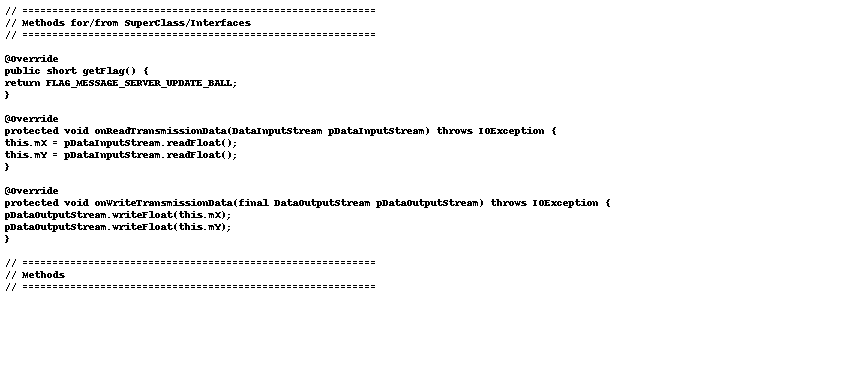 // ===========================================================
// Methods for/from SuperClass/Interfaces
// ===========================================================
@Override
public short getFlag() {
return FLAG_MESSAGE_SERVER_UPDATE_BALL;
}
@Override
protected void onReadTransmissionData(DataInputStream pDataInputStream) throws IOException {
this.mX = pDataInputStream.readFloat();
this.mY = pDataInputStream.readFloat();
}
@Override
protected void onWriteTransmissionData(final DataOutputStream pDataOutputStream) throws IOException {
pDataOutputStream.writeFloat(this.mX);
pDataOutputStream.writeFloat(this.mY);
}
// ===========================================================
// Methods
// ===========================================================